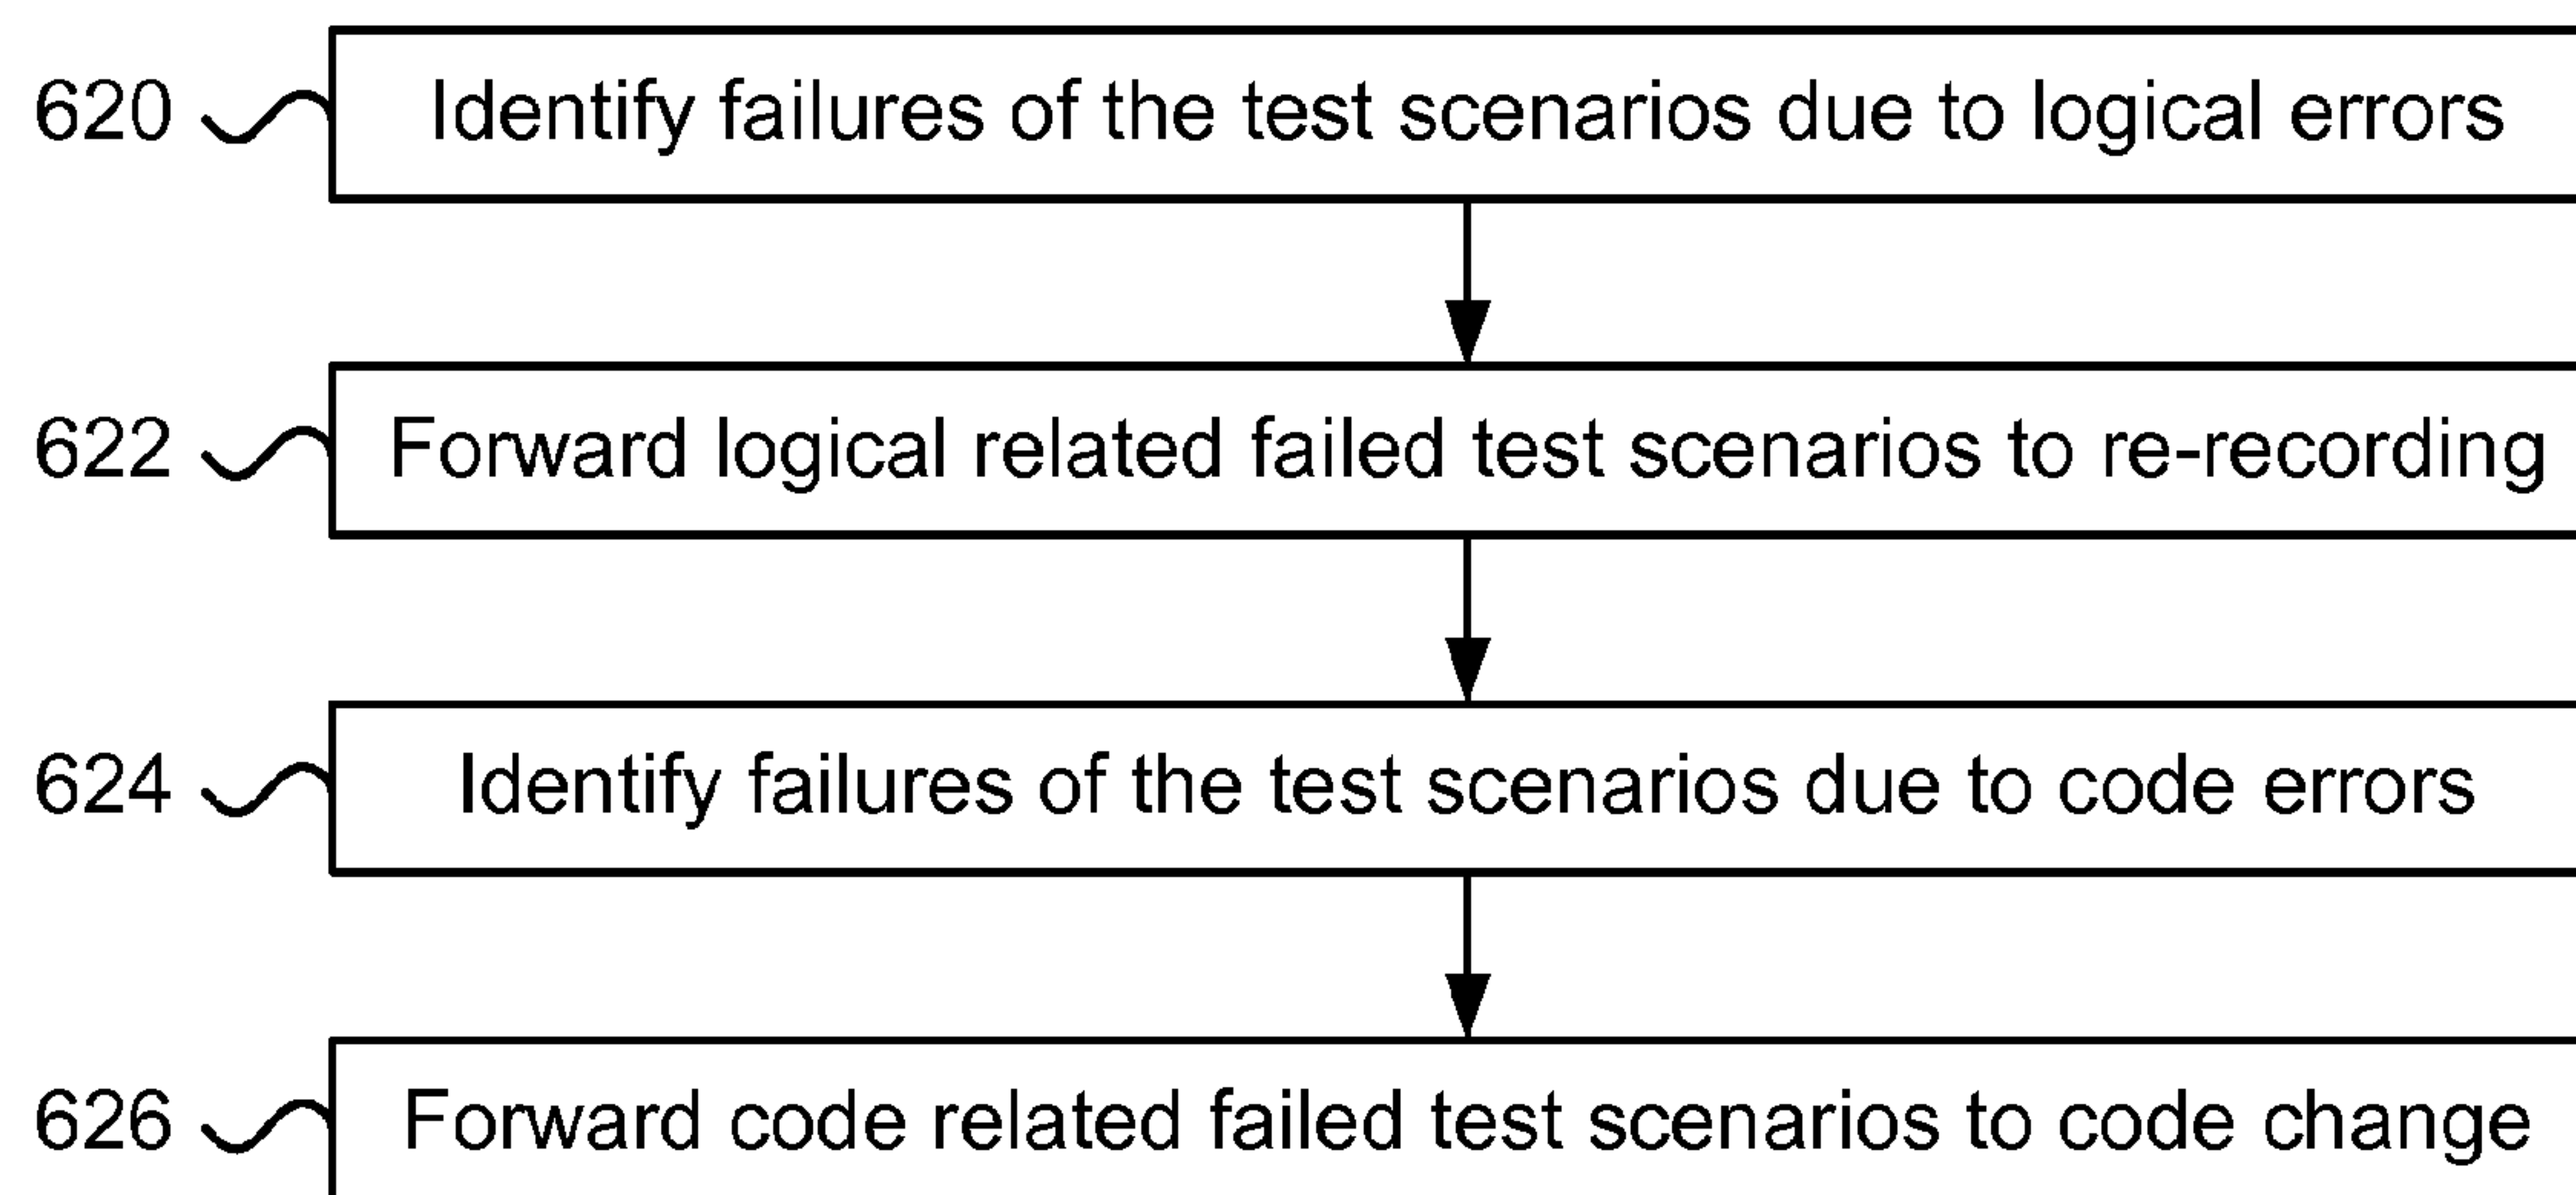 620 Identify failures of the test scenarios due to logical errors
622 Forward logical related failed test scenarios to re-recording
624 Identify failures of the test scenarios due to code errors
626 Forward code related failed test scenarios to code change